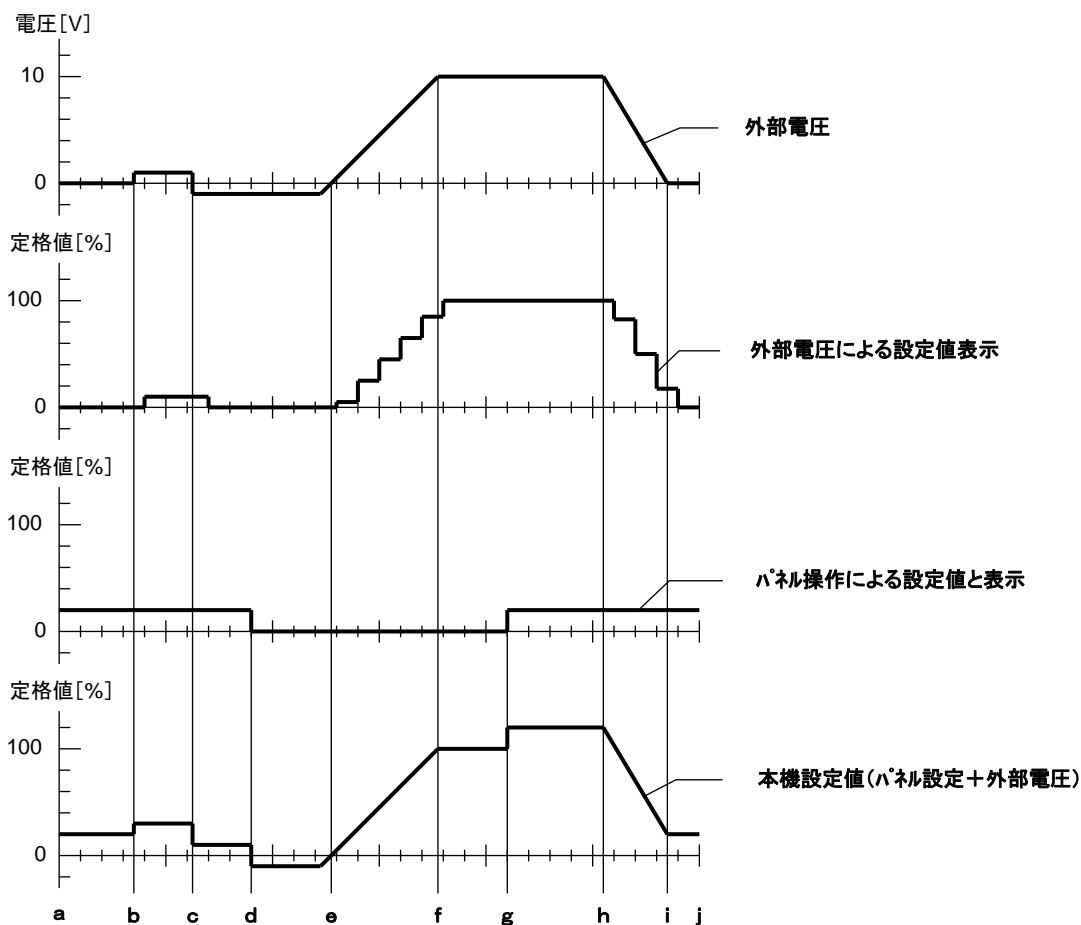 電圧[V]
10
0
外部電圧
定格値[%]
100
0
外部電圧による設定値表示
定格値[%]
100
0
ﾊﾟﾈﾙ操作による設定値と表示
定格値[%]
100
0
本機設定値(ﾊﾟﾈﾙ設定＋外部電圧)
a b c d e f g h i j